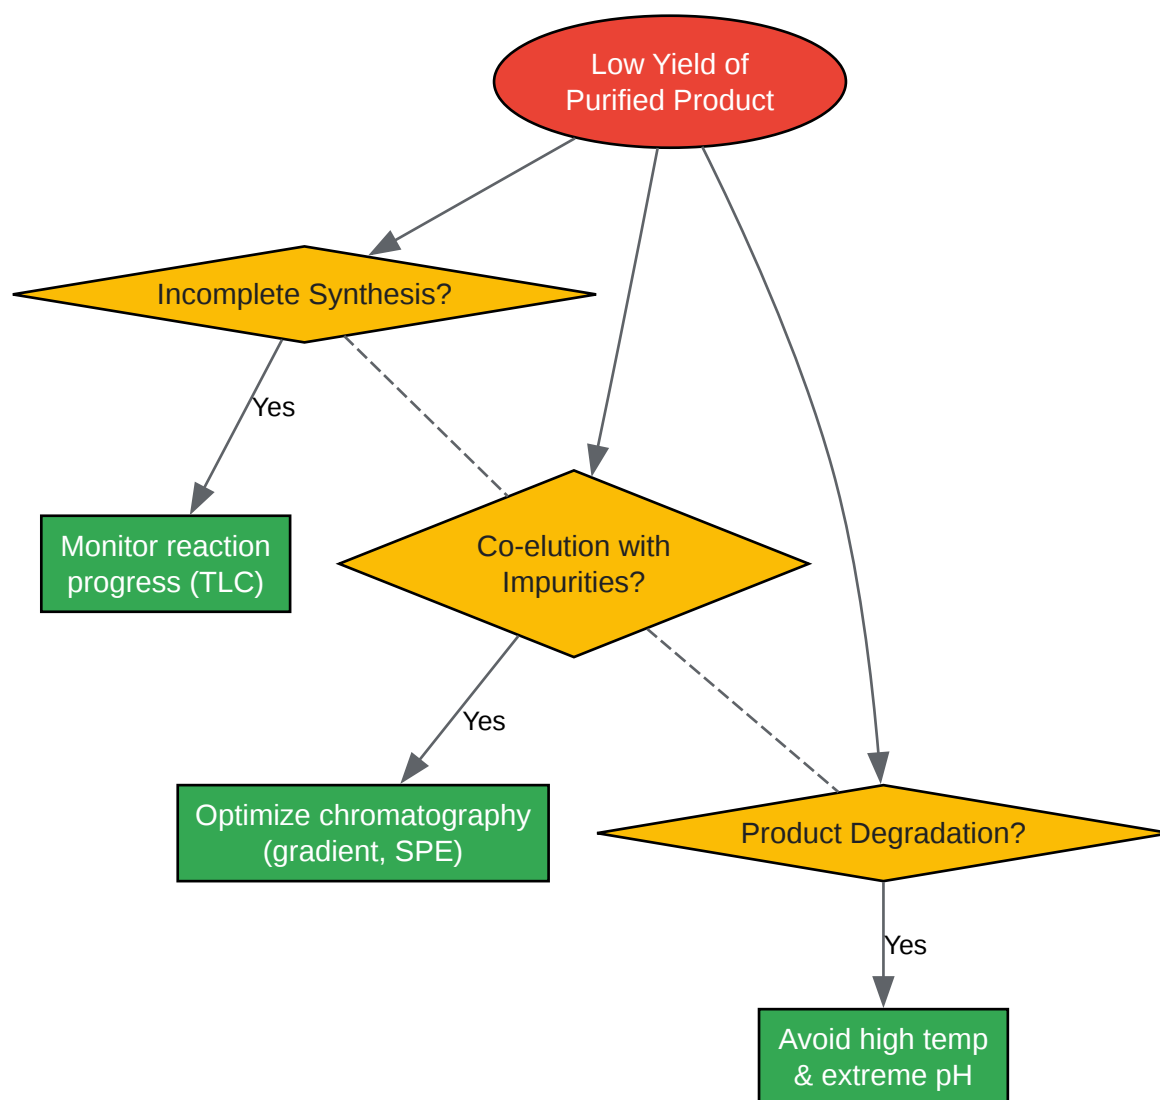 Low Yield of
Purified Product
Incomplete Synthesis?
Yes
Monitor reaction
progress (TLC)
Co-elution with
Impurities?
Yes
Optimize chromatography
(gradient, SPE)
Product Degradation?
Yes
Avoid high temp
& extreme pH